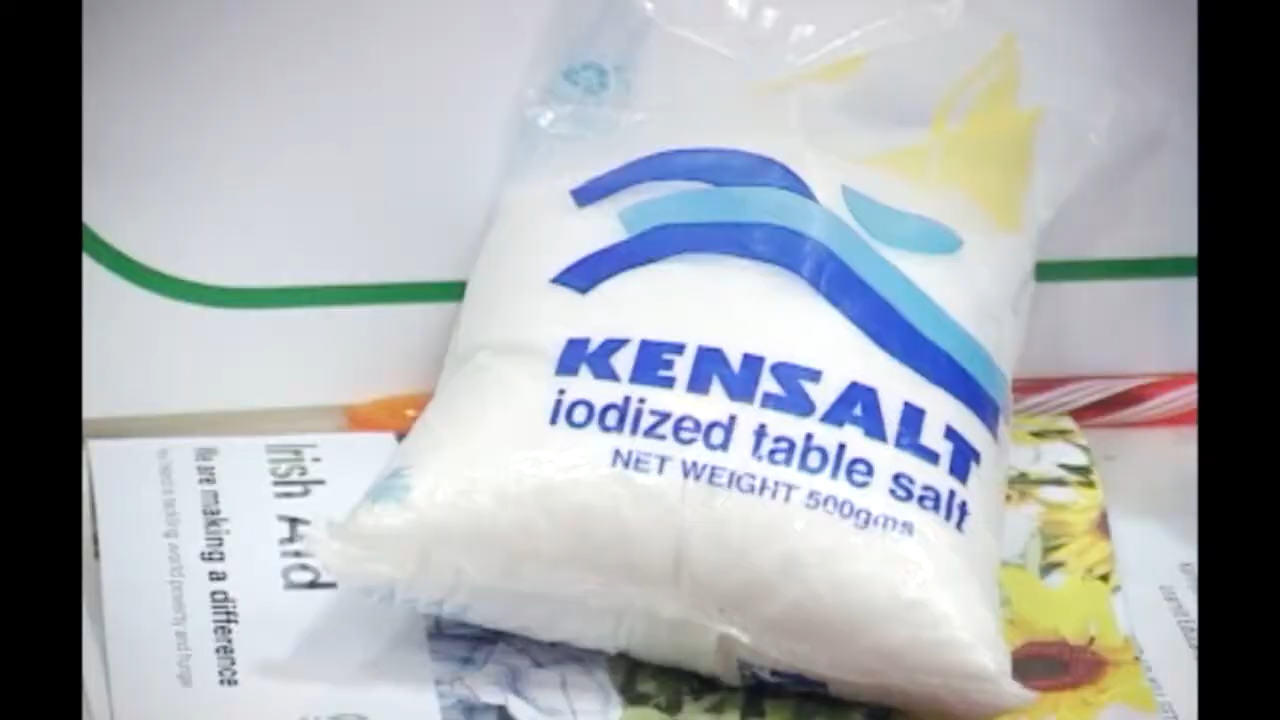 KENSALT
iodized table salt
NET WEIGHT 500gms
Irish Aid
We are making a difference